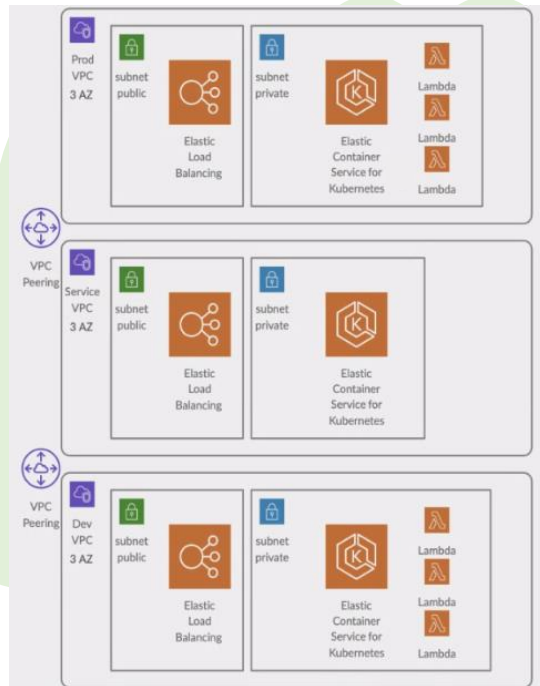 Prod
VPC
3 AZ
subnet
public
Elastic
Load
Balancing
subnet
private
Elastic
Container
Service for
Kubernetes
Lambda
Lambda
Lambda
VPC
Peering
Service
VPC
3 AZ
subnet
public
Elastic
Load
Balancing
subnet
private
Elastic
Container
Service for
Kubernetes
VPC
Peering
Dev
VPC
3 AZ
subnet
public
Elastic
Load
Balancing
subnet
private
Elastic
Container
Service for
Kubernetes
Lambda
Lambda
Lambda